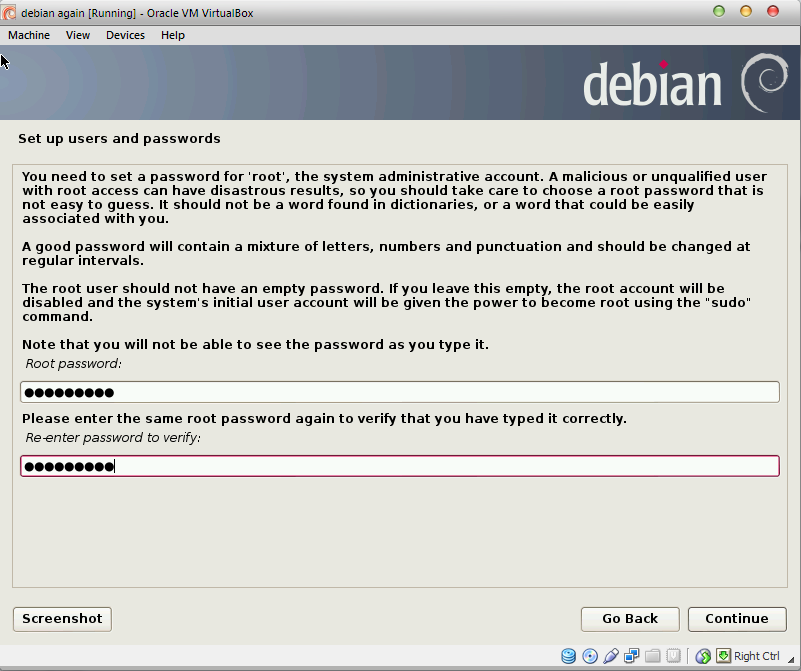 debian again [Running] - Oracle VM VirtualBox
Machine View Devices Help
debian
Set up users and passwords
You need to set a password for 'root', the system administrative account. A malicious or unqualified user
with root access can have disastrous results, so you should take care to choose a root password that is
not easy to guess. It should not be a word found in dictionaries, or a word that could be easily
associated with you.
A good password will contain a mixture of letters, numbers and punctuation and should be changed at
regular intervals.
The root user should not have an empty password. If you leave this empty, the root account will be
disabled and the system's initial user account will be given the power to become root using the "sudo"
command.
Note that you will not be able to see the password as you type it.
Root password:
●●●●●●●●●
Please enter the same root password again to verify that you have typed it correctly.
Re-enter password to verify:
●●●●●●●●●
Screenshot Go Back Continue
Right Ctrl